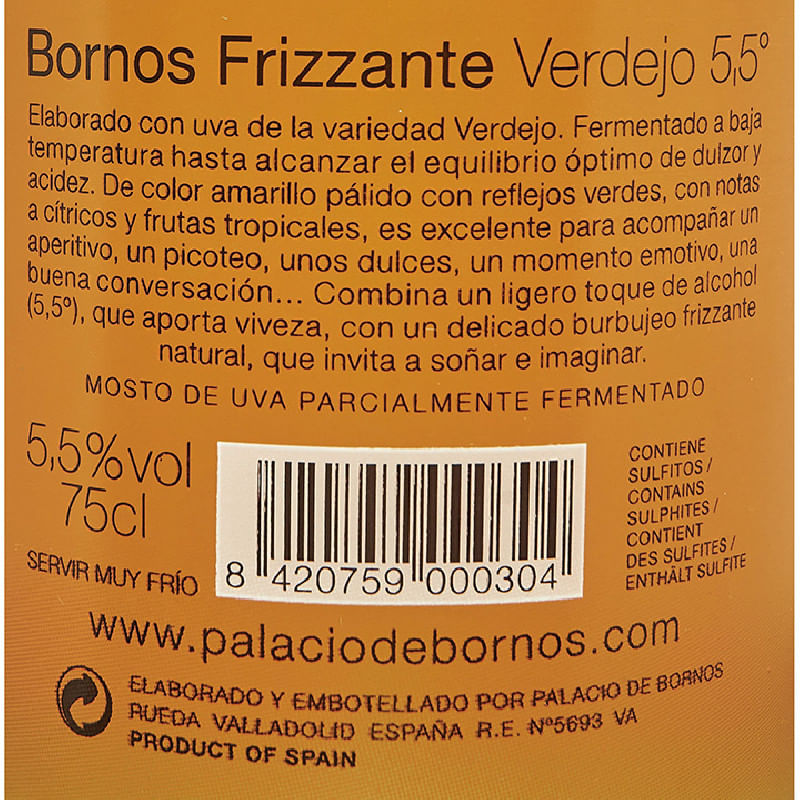 Bornos Frizzante Verdejo 5,5°
Elaborado con uva de la variedad Verdejo. Fermentado a baja
temperatura hasta alcanzar el equilibrio óptimo de dulzor y
acidez. De color amarillo pálido con reflejos verdes, con notas
a cítricos y frutas tropicales, es excelente para acompañar un
aperitivo, un picoteo, unos dulces, un momento emotivo, una
buena conversación... Combina un ligero toque de alcohol
(5,5°), que aporta viveza, con un delicado burbujeo frizzante
natural, que invita a soñar e imaginar.
MOSTO DE UVA PARCIALMENTE FERMENTADO
5,5%vol
75cl
SERVIR MUY FRÍO
8 420759 000304
CONTIENE
SULFITOS /
CONTAINS
SULPHITES /
CONTIENT
DES SULFITES /
ENTHÄLT SULFITE
www.palaciodebornos.com
ELABORADO Y EMBOTELLADO POR PALACIO DE BORNOS
RUEDA VALLADOLID ESPAÑA R.E. Nº5693 VA
PRODUCT OF SPAIN